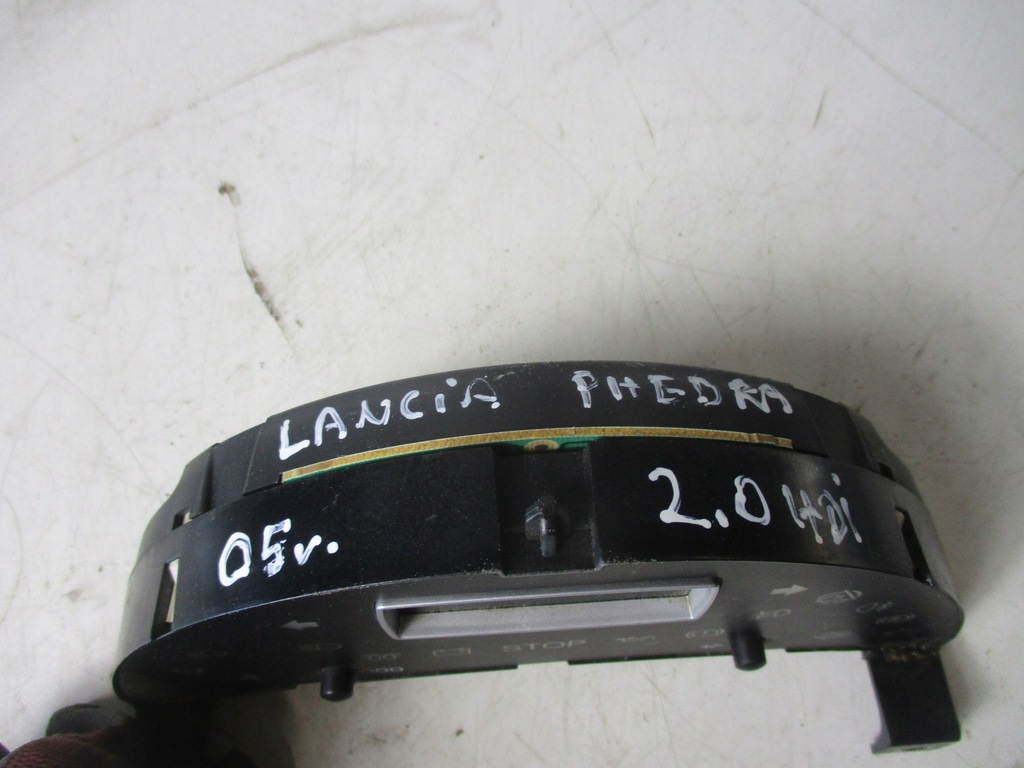 LANCiA PHEDRA
05r. 2.0 HDi
STOP